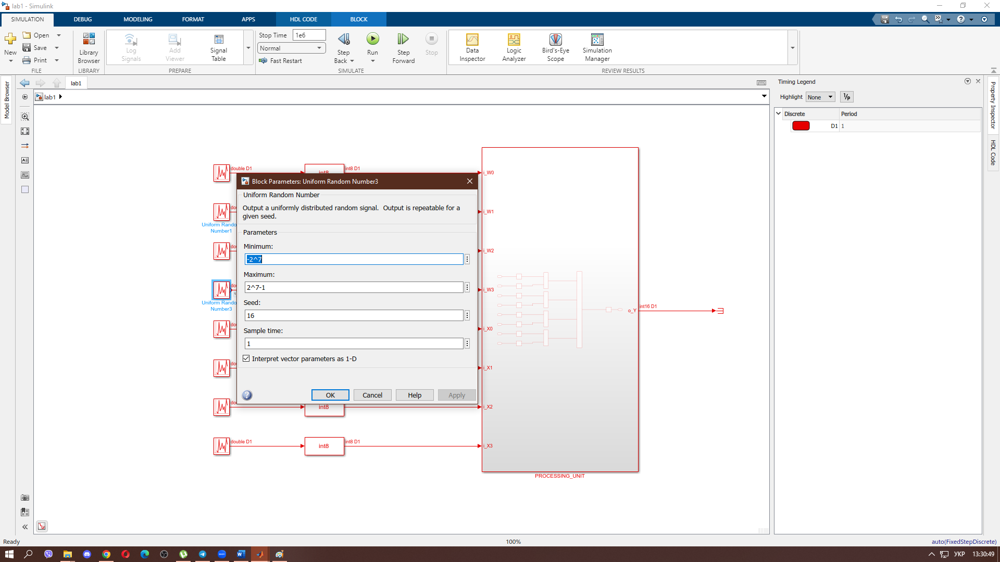 lab1 - Simulink
SIMULATION
DEBUG
MODELING
FORMAT
APPS
HDL CODE
BLOCK
New
Open
Save
Print
FILE
Library
Browser
LIBRARY
Log
Signals
Add
Viewer
Signal
Table
PREPARE
Stop Time 1e6
Normal
Fast Restart
Step
Back
Run
Step
Forward
Stop
SIMULATE
Data
Inspector
Logic
Analyzer
Bird's-Eye
Scope
Simulation
Manager
REVIEW RESULTS
Model Browser
lab1
lab1
Timing Legend
Highlight None
1/p
Discrete Period
D1 1
Property Inspector
HDL Code
double D1
int8
int8 D1
i_W0
Uniform Rando
Number1
i_W1
i_W2
Uniform Rando
Number3
i_W3
i_X0
i_X1
int8
i_X2
double D1
int8
int8 D1
i_X3
o_Y
int16 D1
PROCESSING_UNIT
Block Parameters: Uniform Random Number3
Uniform Random Number
Output a uniformly distributed random signal.  Output is repeatable for a
given seed.
Parameters
Minimum:
-2^7
Maximum:
2^7-1
Seed:
16
Sample time:
1
Interpret vector parameters as 1-D
OK
Cancel
Help
Apply
Ready
100%
auto(FixedStepDiscrete)
УКР
13:30:49